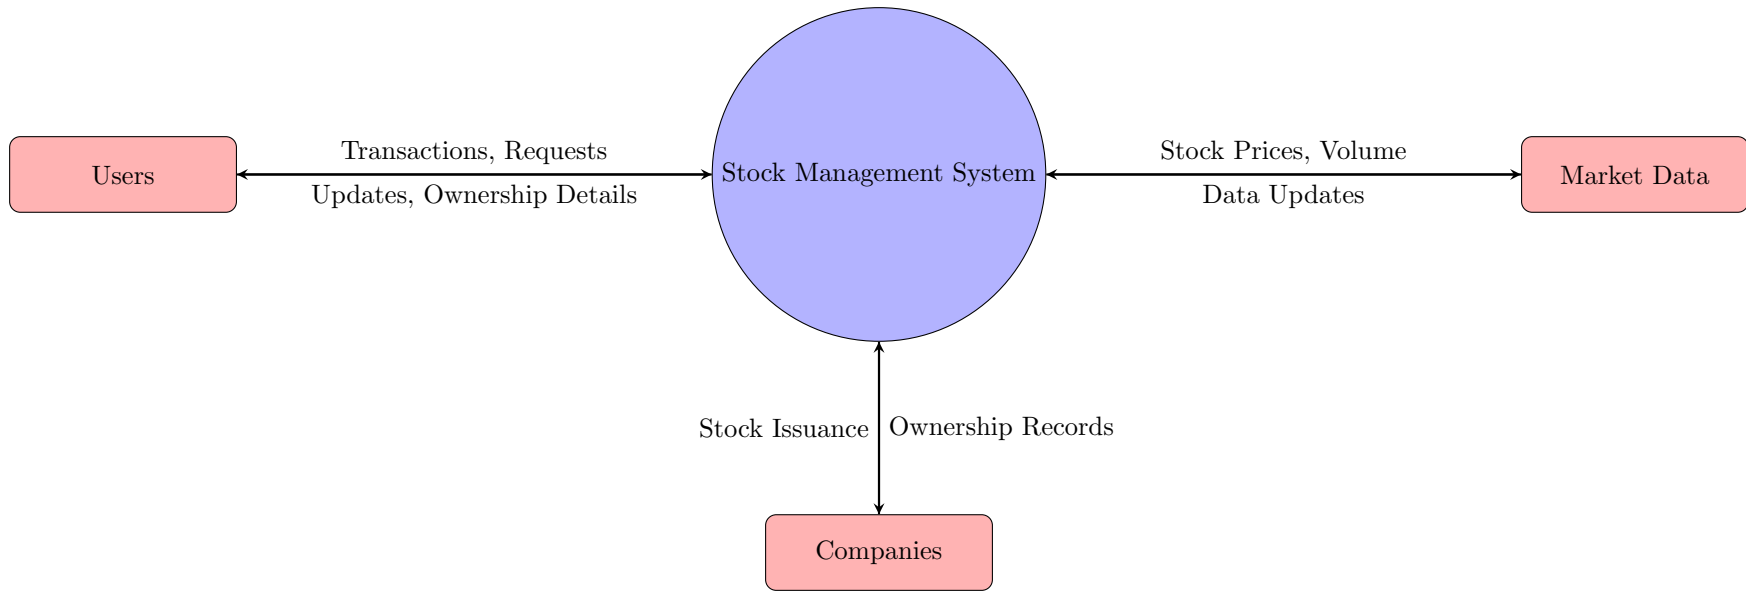 Transactions, Requests
Stock Prices, Volume
Users
Stock Management System
Market Data
Updates, Ownership Details
Data Updates
Stock Issuance
Ownership Records
Companies